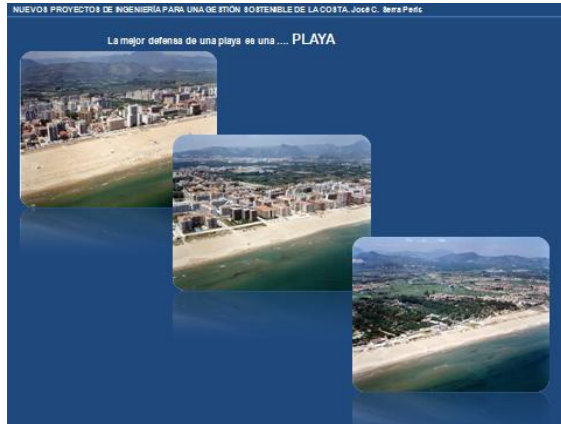 NUEVOS PROYECTOS DE INGENIERÍA PARA UNA GESTIÓN SOSTENIBLE DE LA COSTA. José C. Serra Peris
La mejor defensa de una playa es una .... PLAYA